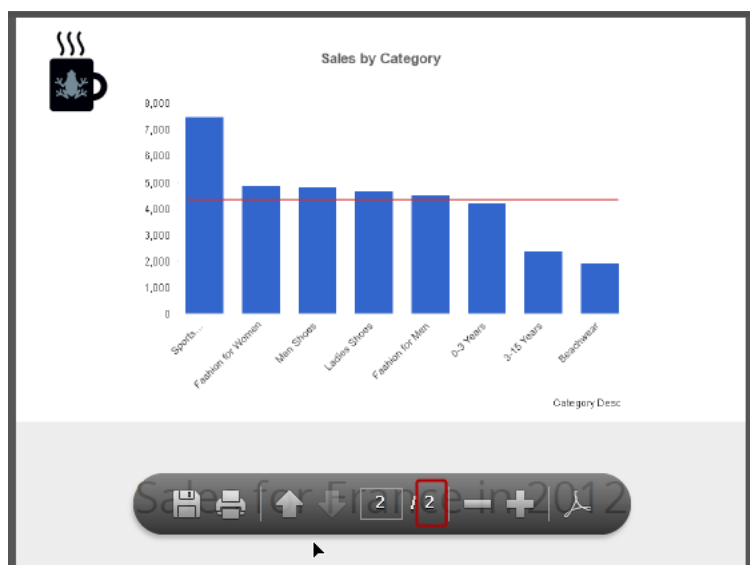 Sales by Category
8,000
7,000
6,000
5,000
4,000
3,000
2,000
1,000
0
Sports...
Fashion for Women
Men Shoes
Ladies Shoes
Fashion for Men
0-3 Years
3-15 Years
Beachwear
Category Desc
Sales for France in 2012
2 / 2